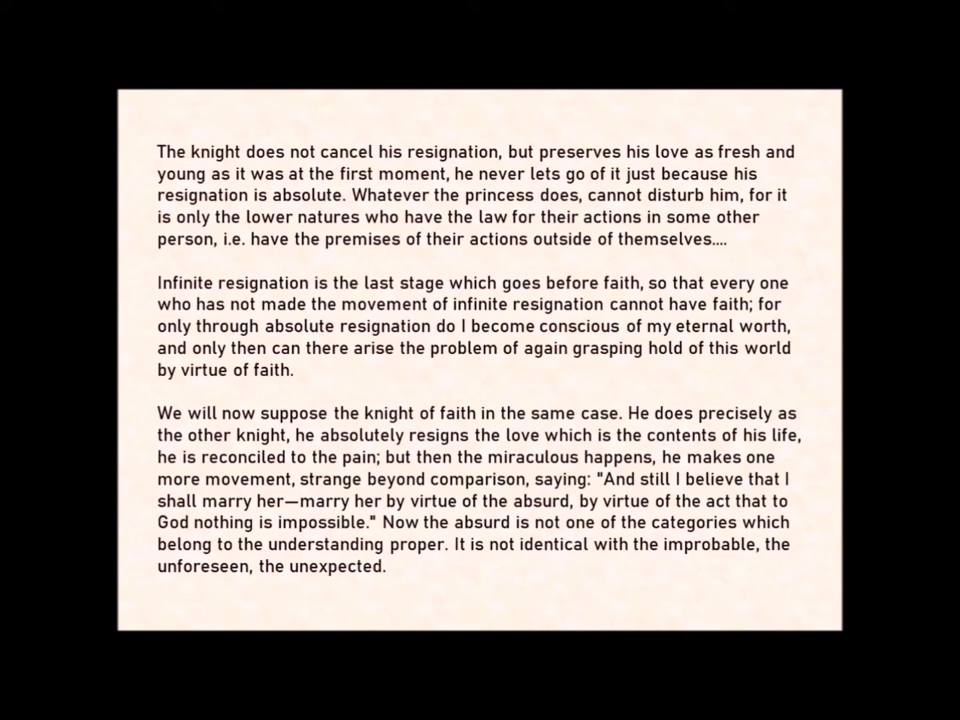 The knight does not cancel his resignation, but preserves his love as fresh and
young as it was at the first moment, he never lets go of it just because his
resignation is absolute. Whatever the princess does, cannot disturb him, for it
is only the lower natures who have the law for their actions in some other
person, i.e. have the premises of their actions outside of themselves....
Infinite resignation is the last stage which goes before faith, so that every one
who has not made the movement of infinite resignation cannot have faith; for
only through absolute resignation do I become conscious of my eternal worth,
and only then can there arise the problem of again grasping hold of this world
by virtue of faith.
We will now suppose the knight of faith in the same case. He does precisely as
the other knight, he absolutely resigns the love which is the contents of his life,
he is reconciled to the pain; but then the miraculous happens, he makes one
more movement, strange beyond comparison, saying: "And still I believe that I
shall marry her—marry her by virtue of the absurd, by virtue of the act that to
God nothing is impossible." Now the absurd is not one of the categories which
belong to the understanding proper. It is not identical with the improbable, the
unforeseen, the unexpected.